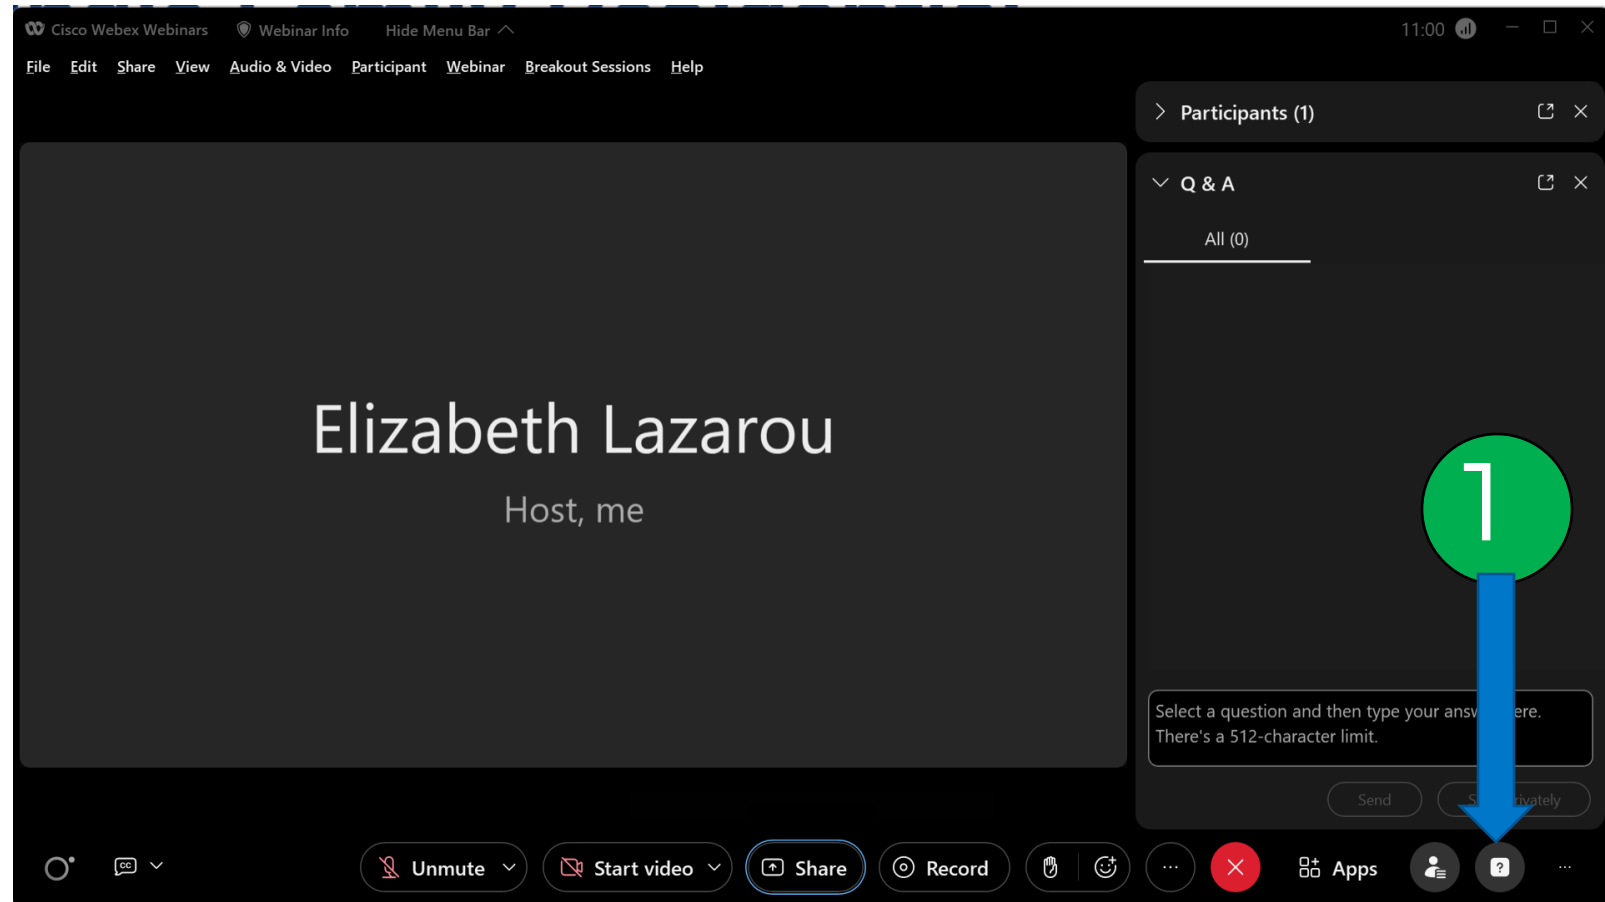 Cisco Webex Webinars Webinar Info Hide Menu Bar 11:00
File Edit Share View Audio & Video Participant Webinar Breakout Sessions Help
Participants (1)
Q & A
All (0)
Elizabeth Lazarou
Host, me
1
Select a question and then type your here.
There's a 512-character limit.
Send
CC Unmute Start video Share Record Apps ?